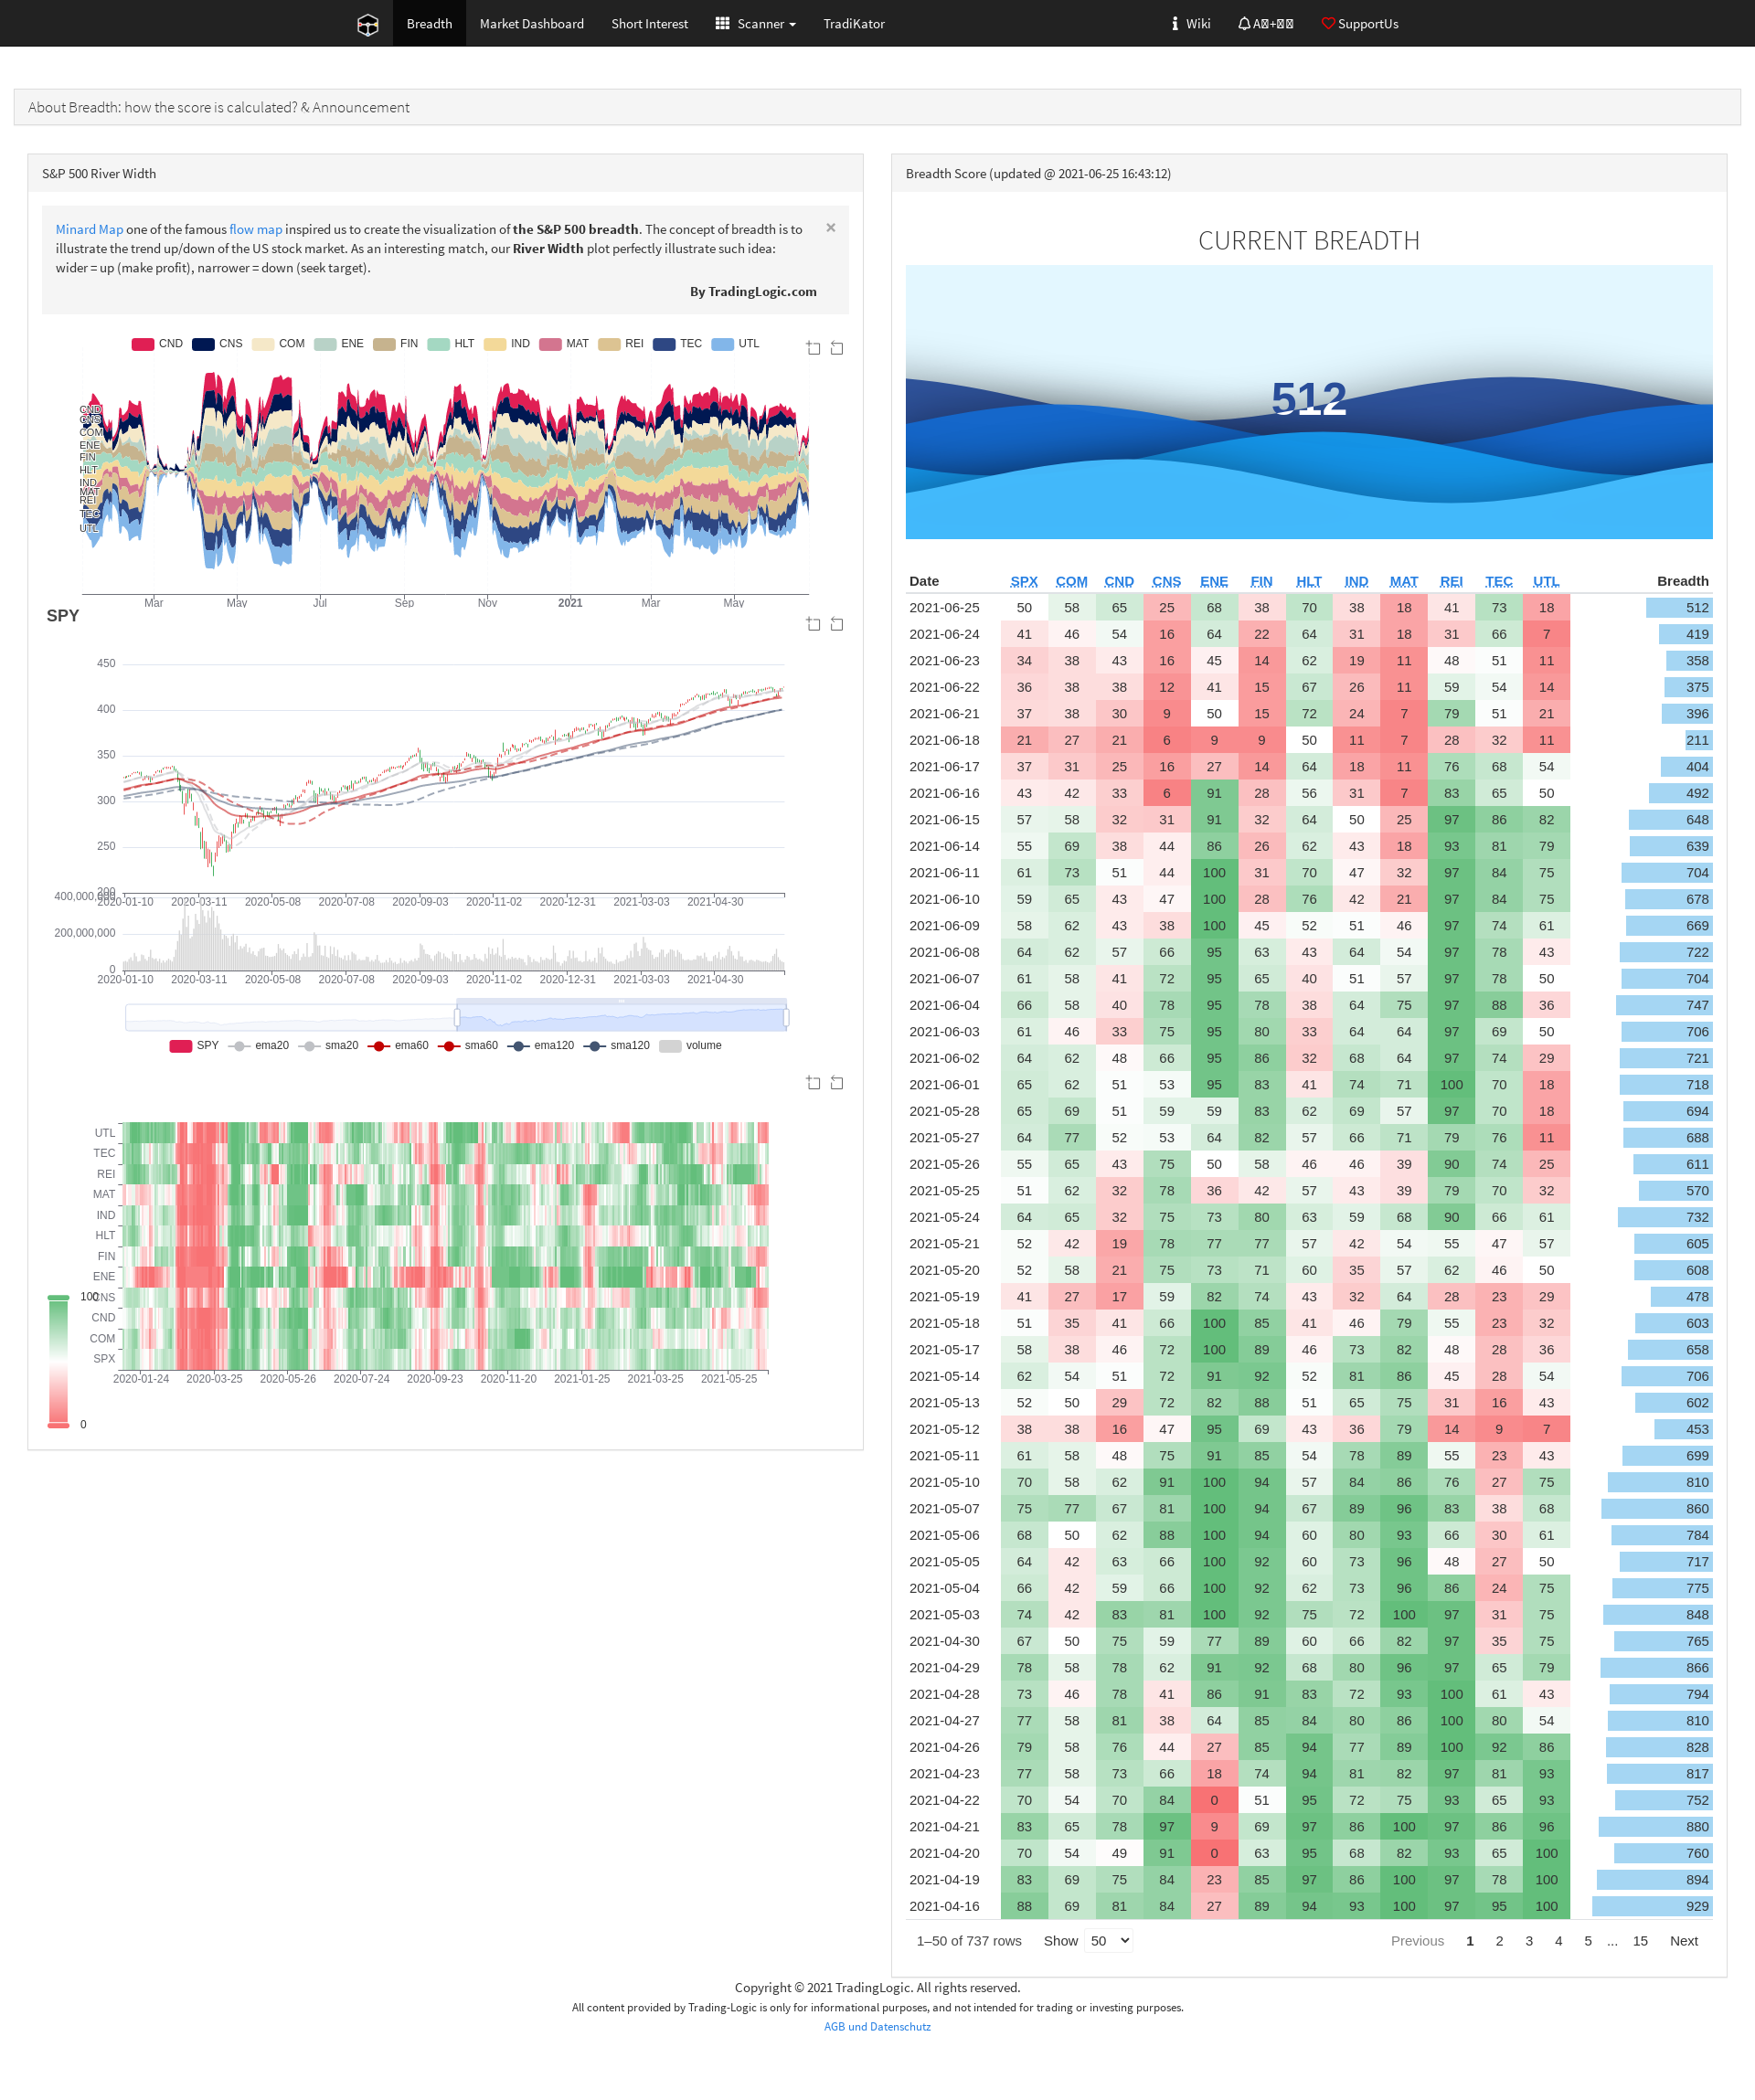 Breadth Market Dashboard Short Interest Scanner TradiKator Wiki SupportUs
About Breadth: how the score is calculated? & Announcement
S&P 500 River Width
Minard Map one of the famous flow map inspired us to create the visualization of the S&P 500 breadth. The concept of breadth is to
illustrate the trend up/down of the US stock market. As an interesting match, our River Width plot perfectly illustrate such idea:
wider = up (make profit), narrower = down (seek target).
×
By TradingLogic.com
CND CNS COM ENE FIN HLT IND MAT REI TEC UTL
CND
CNS
COM
ENE
FIN
HLT
IND
MAT
REI
TEC
UTL
Mar May Jul Sep Nov 2021 Mar May
SPY
450
400
350
300
250
200
2020-01-10 2020-03-11 2020-05-08 2020-07-08 2020-09-03 2020-11-02 2020-12-31 2021-03-03 2021-04-30
400,000,000
200,000,000
0
2020-01-10 2020-03-11 2020-05-08 2020-07-08 2020-09-03 2020-11-02 2020-12-31 2021-03-03 2021-04-30
SPY ema20 sma20 ema60 sma60 ema120 sma120 volume
UTL
TEC
REI
MAT
IND
HLT
FIN
ENE
CNS
CND
COM
SPX
2020-01-24 2020-03-25 2020-05-26 2020-07-24 2020-09-23 2020-11-20 2021-01-25 2021-03-25 2021-05-25
100
0
Breadth Score (updated @ 2021-06-25 16:43:12)
CURRENT BREADTH
512
Date SPX COM CND CNS ENE FIN HLT IND MAT REI TEC UTL Breadth
2021-06-25 50 58 65 25 68 38 70 38 18 41 73 18 512
2021-06-24 41 46 54 16 64 22 64 31 18 31 66 7 419
2021-06-23 34 38 43 16 45 14 62 19 11 48 51 11 358
2021-06-22 36 38 38 12 41 15 67 26 11 59 54 14 375
2021-06-21 37 38 30 9 50 15 72 24 7 79 51 21 396
2021-06-18 21 27 21 6 9 9 50 11 7 28 32 11 211
2021-06-17 37 31 25 16 27 14 64 18 11 76 68 54 404
2021-06-16 43 42 33 6 91 28 56 31 7 83 65 50 492
2021-06-15 57 58 32 31 91 32 64 50 25 97 86 82 648
2021-06-14 55 69 38 44 86 26 62 43 18 93 81 79 639
2021-06-11 61 73 51 44 100 31 70 47 32 97 84 75 704
2021-06-10 59 65 43 47 100 28 76 42 21 97 84 75 678
2021-06-09 58 62 43 38 100 45 52 51 46 97 74 61 669
2021-06-08 64 62 57 66 95 63 43 64 54 97 78 43 722
2021-06-07 61 58 41 72 95 65 40 51 57 97 78 50 704
2021-06-04 66 58 40 78 95 78 38 64 75 97 88 36 747
2021-06-03 61 46 33 75 95 80 33 64 64 97 69 50 706
2021-06-02 64 62 48 66 95 86 32 68 64 97 74 29 721
2021-06-01 65 62 51 53 95 83 41 74 71 100 70 18 718
2021-05-28 65 69 51 59 59 83 62 69 57 97 70 18 694
2021-05-27 64 77 52 53 64 82 57 66 71 79 76 11 688
2021-05-26 55 65 43 75 50 58 46 46 39 90 74 25 611
2021-05-25 51 62 32 78 36 42 57 43 39 79 70 32 570
2021-05-24 64 65 32 75 73 80 63 59 68 90 66 61 732
2021-05-21 52 42 19 78 77 77 57 42 54 55 47 57 605
2021-05-20 52 58 21 75 73 71 60 35 57 62 46 50 608
2021-05-19 41 27 17 59 82 74 43 32 64 28 23 29 478
2021-05-18 51 35 41 66 100 85 41 46 79 55 23 32 603
2021-05-17 58 38 46 72 100 89 46 73 82 48 28 36 658
2021-05-14 62 54 51 72 91 92 52 81 86 45 28 54 706
2021-05-13 52 50 29 72 82 88 51 65 75 31 16 43 602
2021-05-12 38 38 16 47 95 69 43 36 79 14 9 7 453
2021-05-11 61 58 48 75 91 85 54 78 89 55 23 43 699
2021-05-10 70 58 62 91 100 94 57 84 86 76 27 75 810
2021-05-07 75 77 67 81 100 94 67 89 96 83 38 68 860
2021-05-06 68 50 62 88 100 94 60 80 93 66 30 61 784
2021-05-05 64 42 63 66 100 92 60 73 96 48 27 50 717
2021-05-04 66 42 59 66 100 92 62 73 96 86 24 75 775
2021-05-03 74 42 83 81 100 92 75 72 100 97 31 75 848
2021-04-30 67 50 75 59 77 89 60 66 82 97 35 75 765
2021-04-29 78 58 78 62 91 92 68 80 96 97 65 79 866
2021-04-28 73 46 78 41 86 91 83 72 93 100 61 43 794
2021-04-27 77 58 81 38 64 85 84 80 86 100 80 54 810
2021-04-26 79 58 76 44 27 85 94 77 89 100 92 86 828
2021-04-23 77 58 73 66 18 74 94 81 82 97 81 93 817
2021-04-22 70 54 70 84 0 51 95 72 75 93 65 93 752
2021-04-21 83 65 78 97 9 69 97 86 100 97 86 96 880
2021-04-20 70 54 49 91 0 63 95 68 82 93 65 100 760
2021-04-19 83 69 75 84 23 85 97 86 100 97 78 100 894
2021-04-16 88 69 81 84 27 89 94 93 100 97 95 100 929
1–50 of 737 rows Show 50 Previous 1 2 3 4 5 ... 15 Next
Copyright © 2021 TradingLogic. All rights reserved.
All content provided by Trading-Logic is only for informational purposes, and not intended for trading or investing purposes.
AGB und Datenschutz